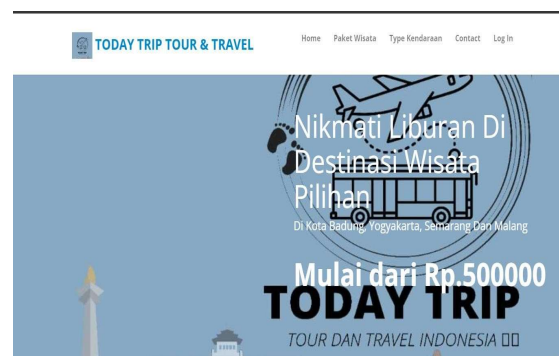 TODAY TRIP TOUR & TRAVEL
Home Paket Wisata Type Kendaraan Contact Log In
Nikmati Liburan Di
Destinasi Wisata
Pilihan
Di Kota Badung, Yogyakarta, Semarang Dan Malang
Mulai dari Rp.500000
TODAY TRIP
TOUR DAN TRAVEL INDONESIA